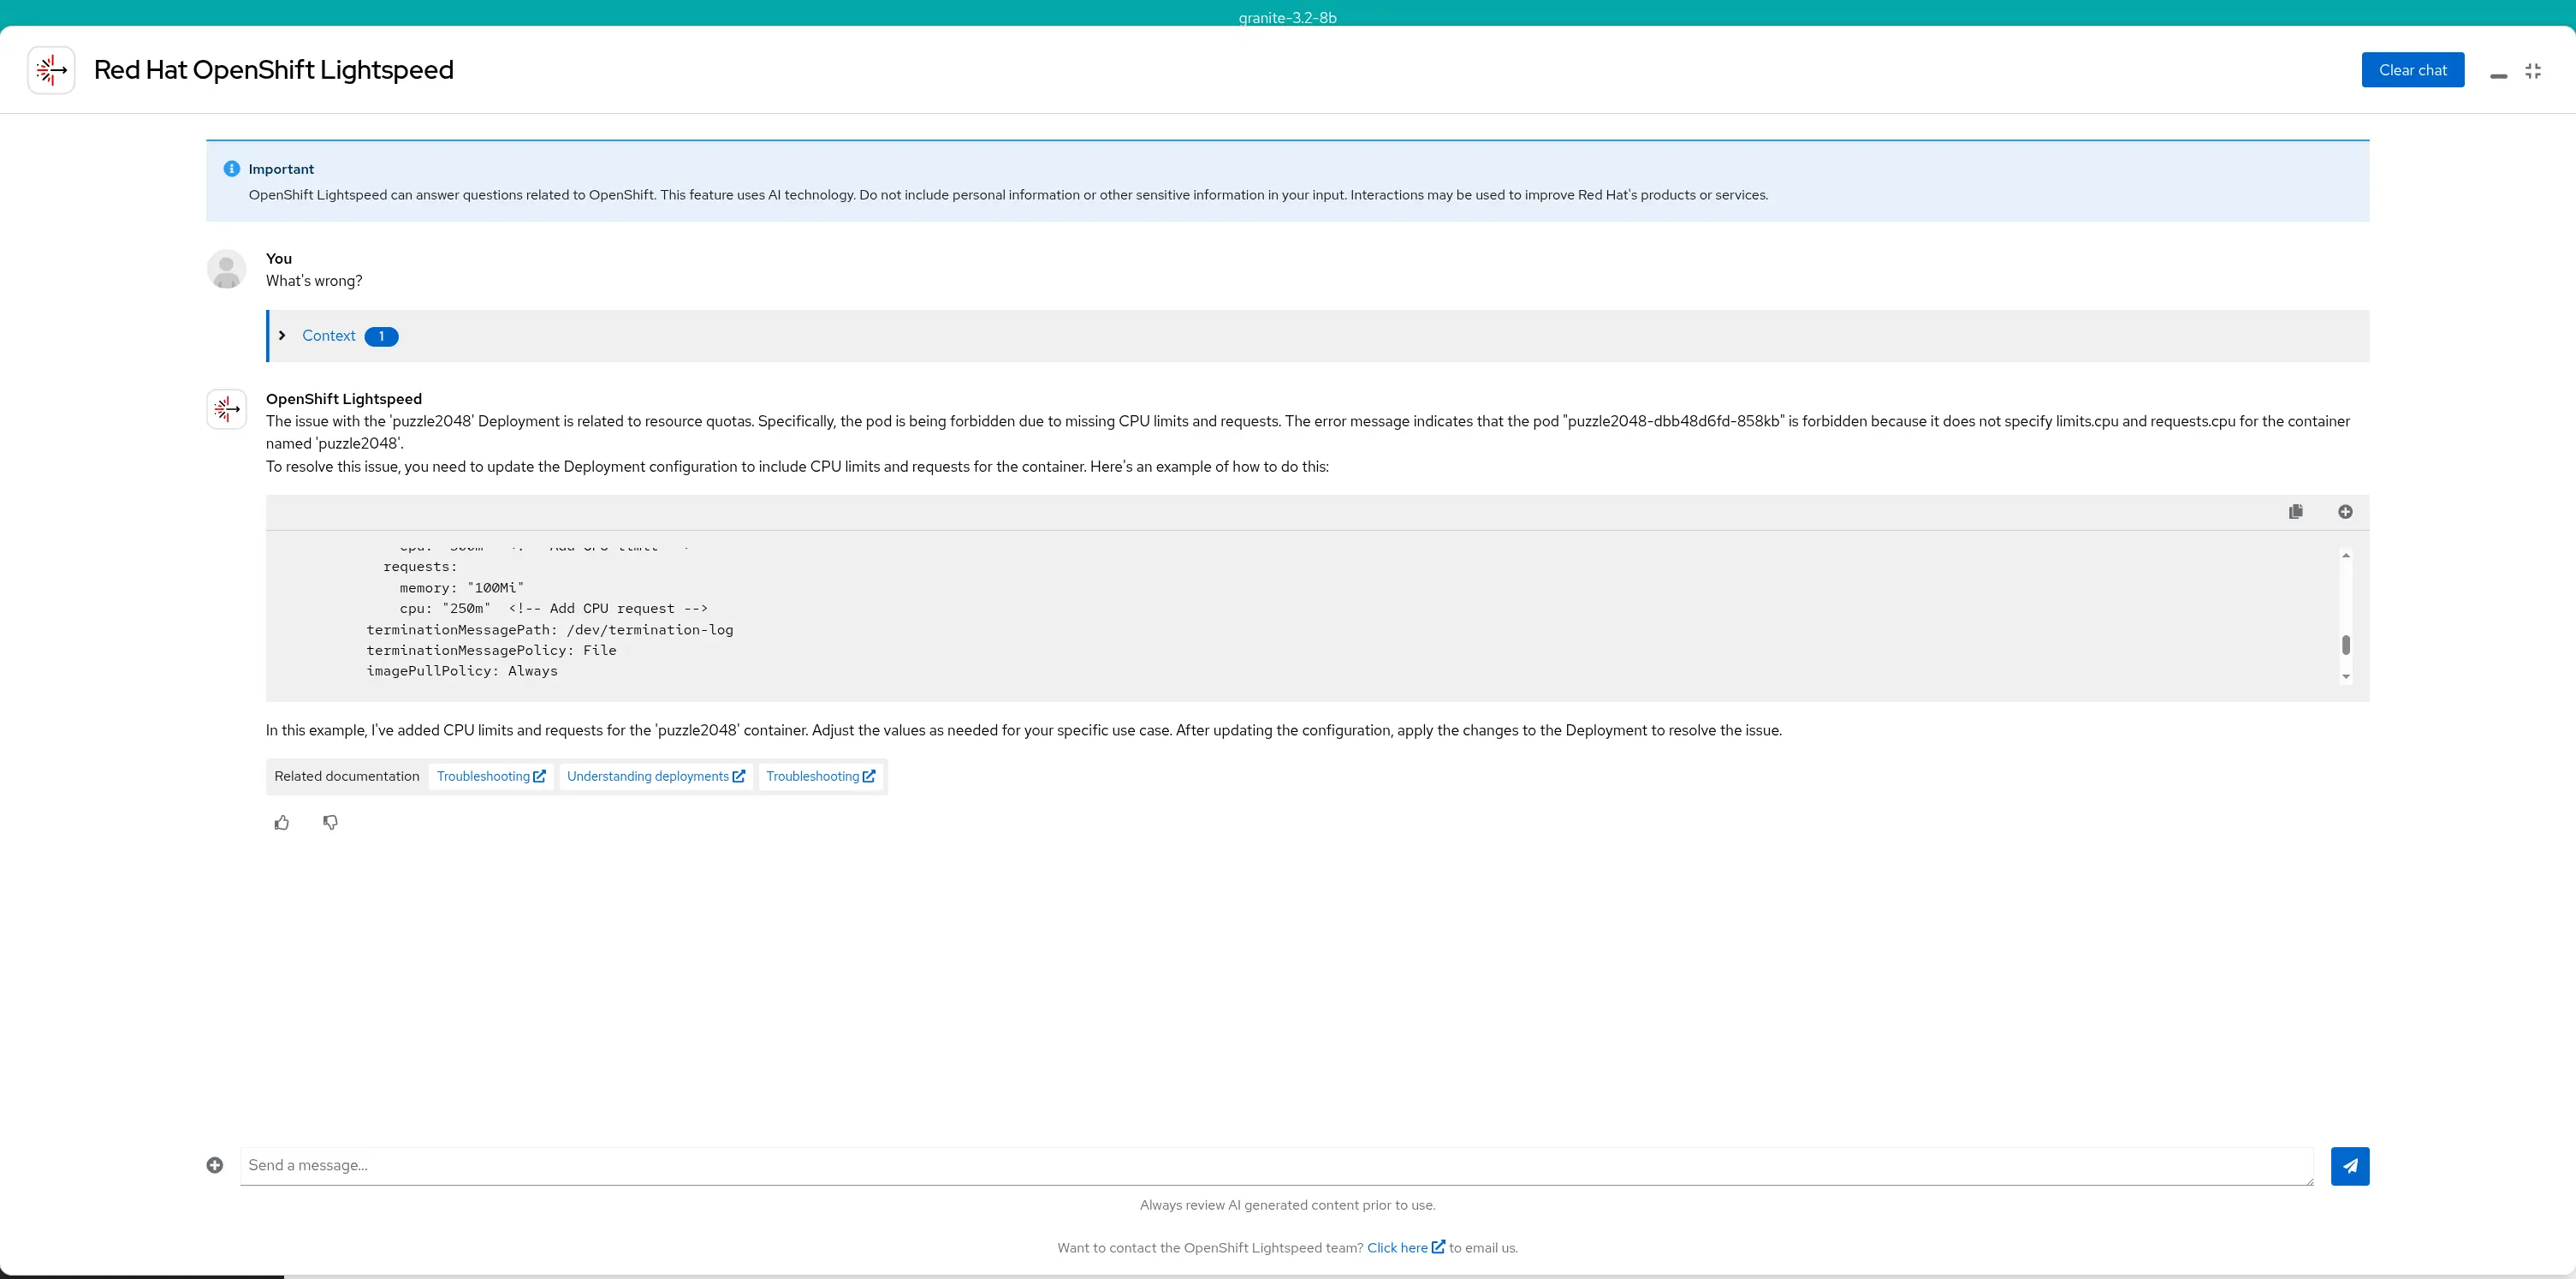 granite-3.2-8b
Red Hat OpenShift Lightspeed
Clear chat
Important
OpenShift Lightspeed can answer questions related to OpenShift. This feature uses AI technology. Do not include personal information or other sensitive information in your input. Interactions may be used to improve Red Hat's products or services.
You
What's wrong?
Context 1
OpenShift Lightspeed
The issue with the 'puzzle2048' Deployment is related to resource quotas. Specifically, the pod is being forbidden due to missing CPU limits and requests. The error message indicates that the pod "puzzle2048-dbb48d6fd-858kb" is forbidden because it does not specify limits.cpu and requests.cpu for the container
named 'puzzle2048'.
To resolve this issue, you need to update the Deployment configuration to include CPU limits and requests for the container. Here's an example of how to do this:
requests:
memory: "100Mi"
cpu: "250m" <!-- Add CPU request -->
terminationMessagePath: /dev/termination-log
terminationMessagePolicy: File
imagePullPolicy: Always
In this example, I've added CPU limits and requests for the 'puzzle2048' container. Adjust the values as needed for your specific use case. After updating the configuration, apply the changes to the Deployment to resolve the issue.
Related documentation Troubleshooting Understanding deployments Troubleshooting
Send a message...
Always review AI generated content prior to use.
Want to contact the OpenShift Lightspeed team? Click here to email us.